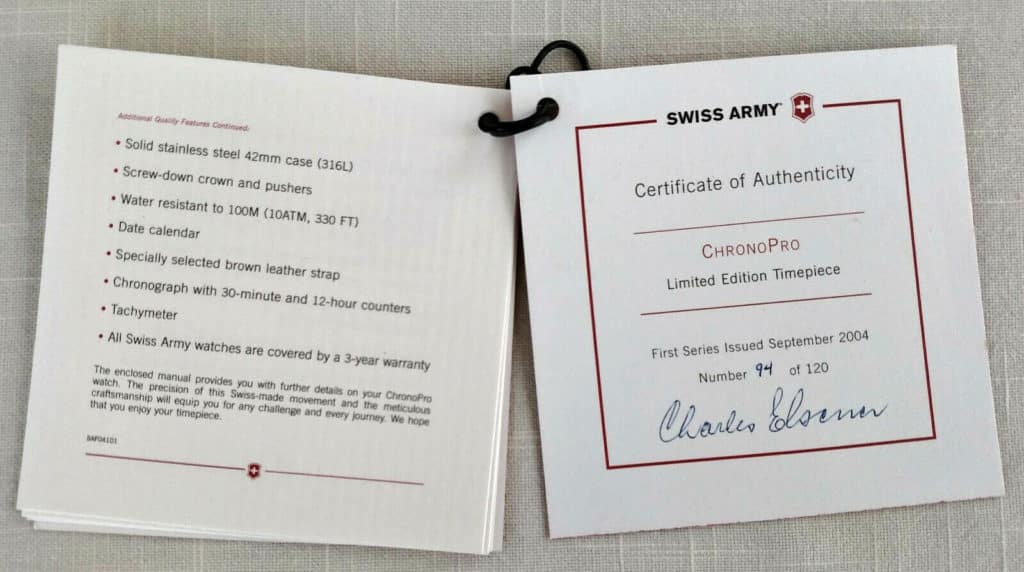 Additional Quality Features Continued:
• Solid stainless steel 42mm case (316L)
• Screw-down crown and pushers
• Water resistant to 100M (10ATM, 330 FT)
• Date calendar
• Specially selected brown leather strap
• Chronograph with 30-minute and 12-hour counters
• Tachymeter
• All Swiss Army watches are covered by a 3-year warranty
The enclosed manual provides you with further details on your ChronoPro
watch. The precision of this Swiss-made movement and the meticulous
craftsmanship will equip you for any challenge and every journey. We hope
that you enjoy your timepiece.
BAF04101
SWISS ARMY
Certificate of Authenticity
CHRONOPRO
Limited Edition Timepiece
First Series Issued September 2004
Number 94 of 120
Charles Elsener